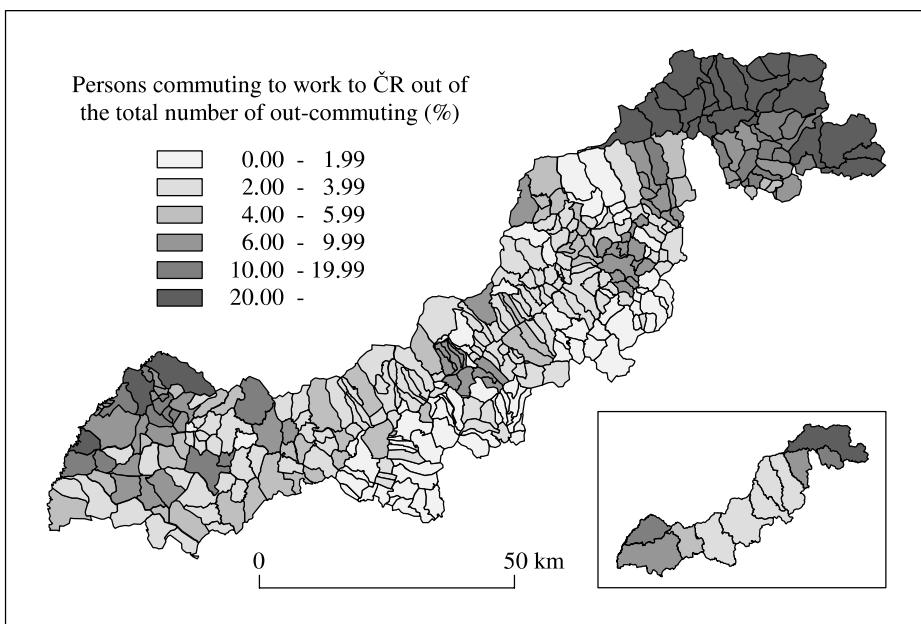 Persons commuting to work to ČR out of
the total number of out-commuting (%)
0.00 - 1.99
2.00 - 3.99
4.00 - 5.99
6.00 - 9.99
10.00 - 19.99
20.00 -
0 50 km